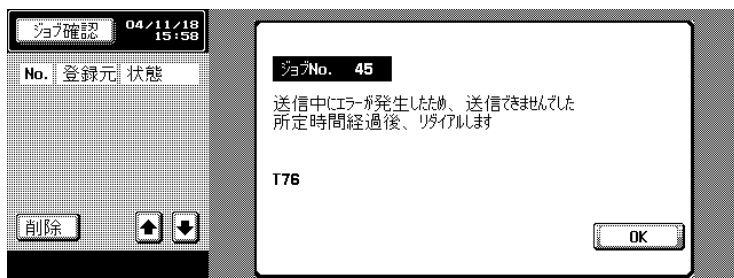 ジョブ確認
04/11/18
15:58
No. 登録元 状態
削除
ジョブNo. 45
送信中にエラーが発生したため、送信できませんでした
所定時間経過後、リダイアルします
T76
OK